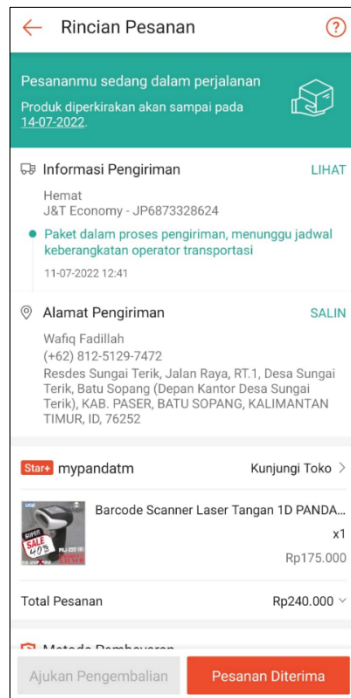 Rincian Pesanan
?
Pesananmu sedang dalam perjalanan
Produk diperkirakan akan sampai pada
14-07-2022.
Informasi Pengiriman LIHAT
Hemat
J&T Economy - JP6873328624
Paket dalam proses pengiriman, menunggu jadwal
keberangkatan operator transportasi
11-07-2022 12:41
Alamat Pengiriman SALIN
Wafiq Fadillah
(+62) 812-5129-7472
Resdes Sungai Terik, Jalan Raya, RT.1, Desa Sungai
Terik, Batu Sopang (Depan Kantor Desa Sungai
Terik), KAB. PASER, BATU SOPANG, KALIMANTAN
TIMUR, ID, 76252
Star+ mypandatm Kunjungi Toko
Barcode Scanner Laser Tangan 1D PANDA...
SUPER
SALE
x1
Rp175.000
Total Pesanan Rp240.000
Metode Pembayaran
Ajukan Pengembalian Pesanan Diterima